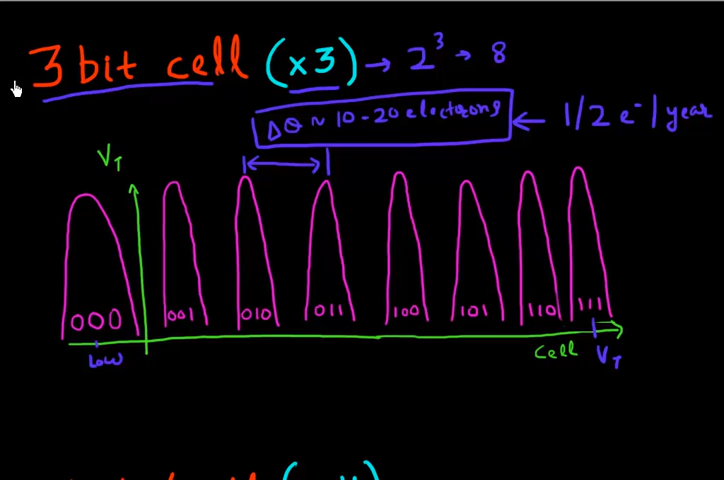 3 bit cell (x3) → 2³ → 8
ΔQ ~ 10-20 electrons ← 1/2 e⁻/year
V_T
000 001 010 011 100 101 110 111
Low
Cell V_T